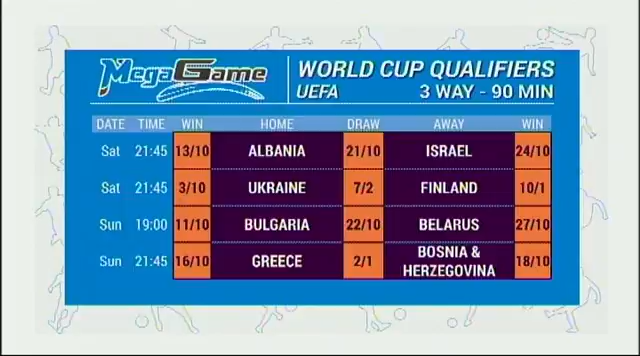 MegaGame
WORLD CUP QUALIFIERS
UEFA 3 WAY - 90 MIN
DATE TIME WIN HOME DRAW AWAY WIN
Sat 21:45 13/10 ALBANIA 21/10 ISRAEL 24/10
Sat 21:45 3/10 UKRAINE 7/2 FINLAND 10/1
Sun 19:00 11/10 BULGARIA 22/10 BELARUS 27/10
Sun 21:45 16/10 GREECE 2/1 BOSNIA &
HERZEGOVINA 18/10